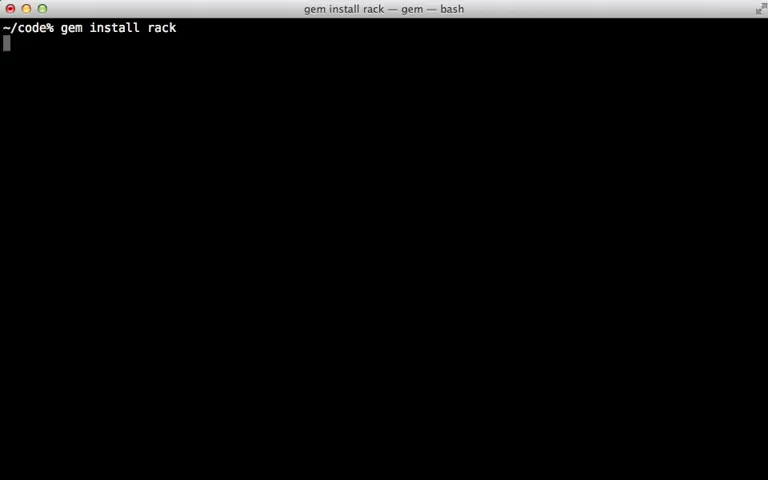 gem install rack — gem — bash
~/code% gem install rack